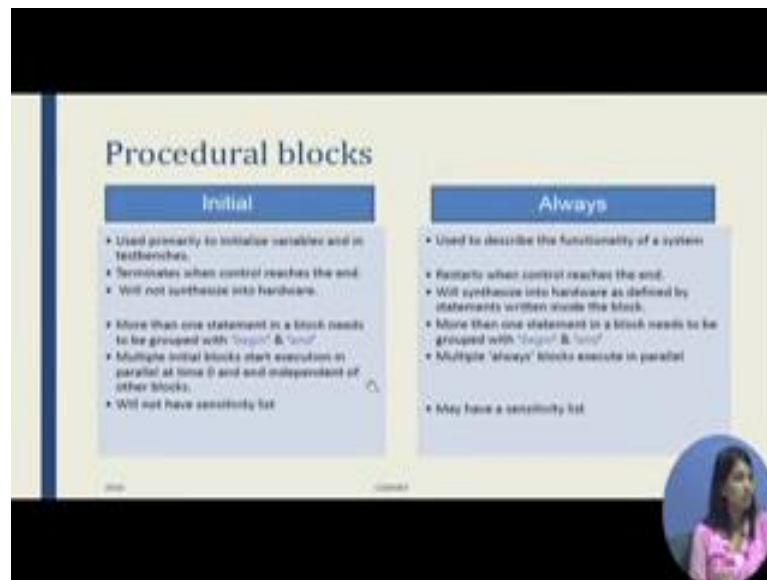 Procedural blocks
Initial
• Used primarily to initialize variables and in
testbenches.
• Terminates when control reaches the end.
• Will not synthesize into hardware.
• More than one statement in a block needs
to be grouped with 'begin' & 'end'
• Multiple initial blocks start execution in
parallel at time 0 and end independent of
other blocks.
• Will not have sensitivity list
Always
• Used to describe the functionality of a system
• Restarts when control reaches the end.
• Will synthesize into hardware as defined by
statements written inside the block.
• More than one statement in a block needs to be
grouped with 'begin' & 'end'
• Multiple 'always' blocks execute in parallel
• May have a sensitivity list